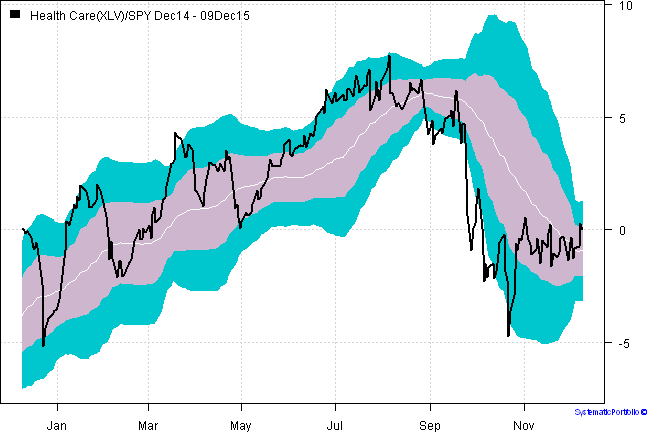 Health Care(XLV)/SPY Dec14 - 09Dec15
10
5
0
-5
Jan Mar May Jul Sep Nov
SystematicPortfolio ©